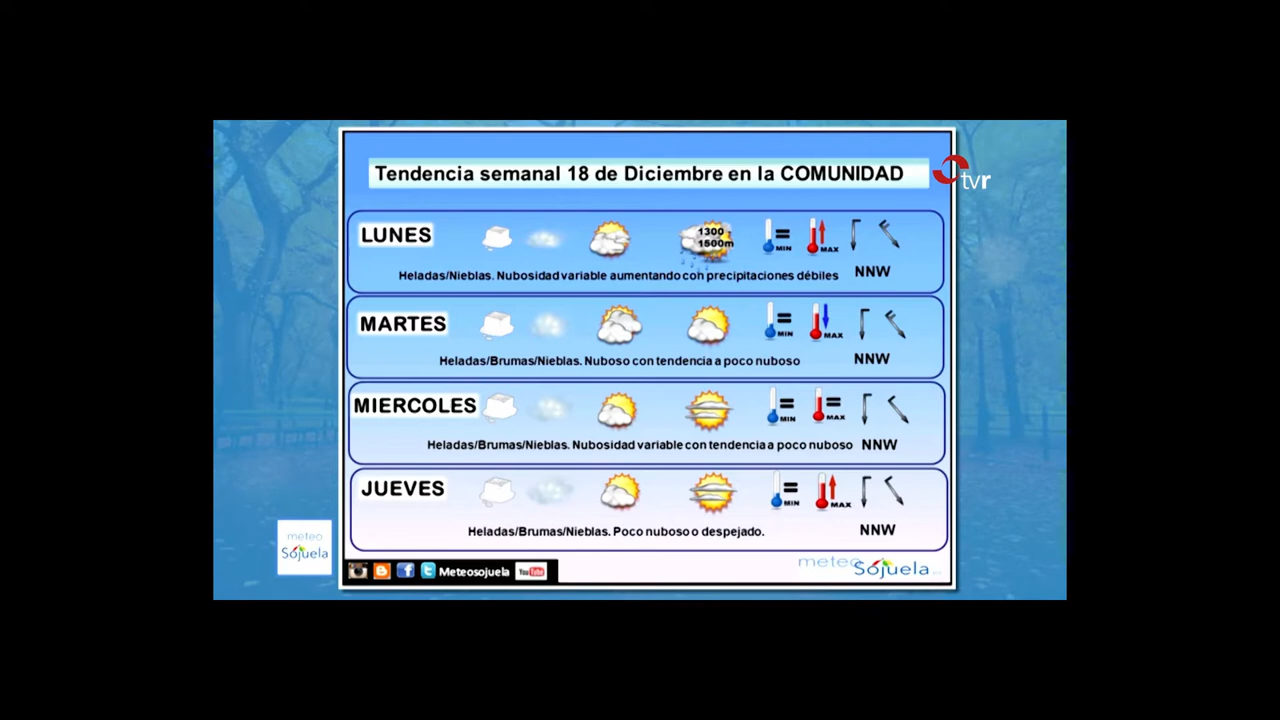 Tendencia semanal 18 de Diciembre en la COMUNIDAD
tvr
LUNES
1300 -
1500m
= MIN
MAX
Heladas/Nieblas. Nubosidad variable aumentando con precipitaciones débiles
NNW
MARTES
= MIN
MAX
Heladas/Brumas/Nieblas. Nuboso con tendencia a poco nuboso
NNW
MIERCOLES
= MIN
= MAX
Heladas/Brumas/Nieblas. Nubosidad variable con tendencia a poco nuboso
NNW
JUEVES
= MIN
MAX
Heladas/Brumas/Nieblas. Poco nuboso o despejado.
NNW
meteo
Sojuela
Meteosojuela
You Tube
meteo
Sojuela